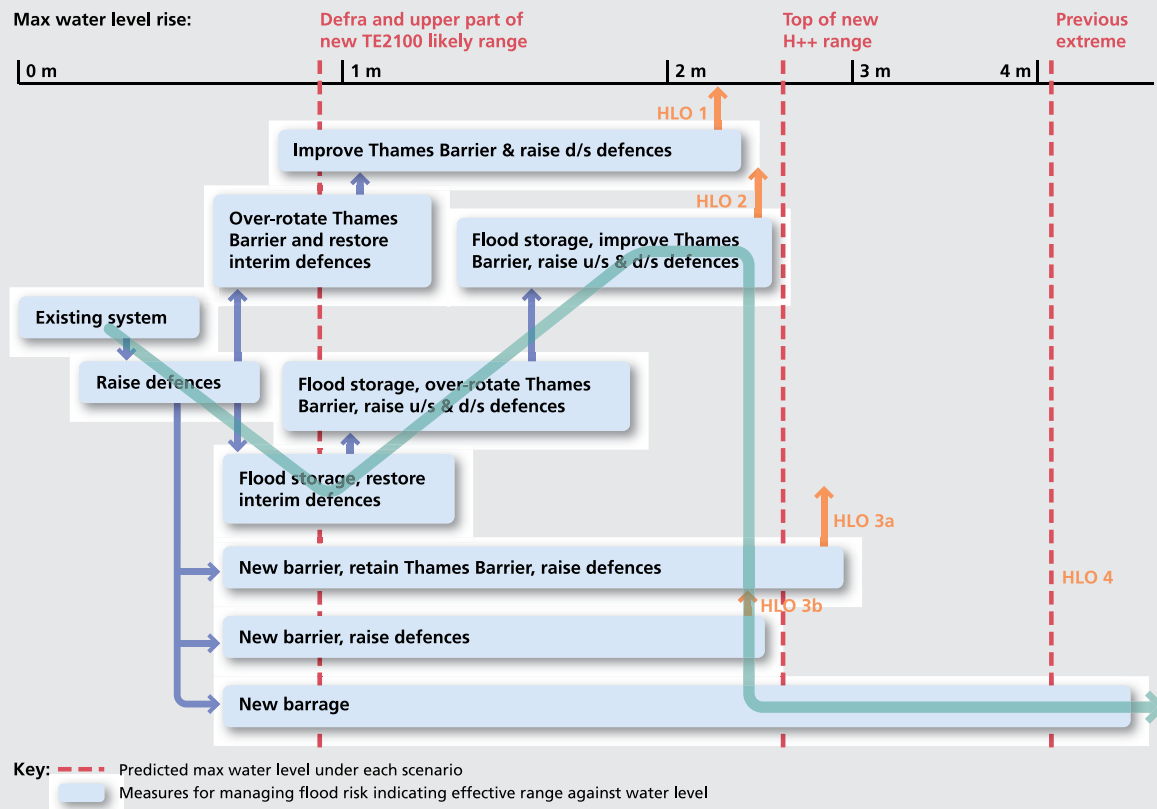 Max water level rise:
Defra and upper part of
new TE2100 likely range
Top of new
H++ range
Previous
extreme
0 m
1 m
2 m
3 m
4 m
HLO 1
Improve Thames Barrier & raise d/s defences
HLO 2
Over-rotate Thames
Barrier and restore
interim defences
Flood storage, improve Thames
Barrier, raise u/s & d/s defences
Existing system
Raise defences
Flood storage, over-rotate Thames
Barrier, raise u/s & d/s defences
Flood storage, restore
interim defences
HLO 3a
New barrier, retain Thames Barrier, raise defences
HLO 4
HLO 3b
New barrier, raise defences
New barrage
Key:
Predicted max water level under each scenario
Measures for managing flood risk indicating effective range against water level